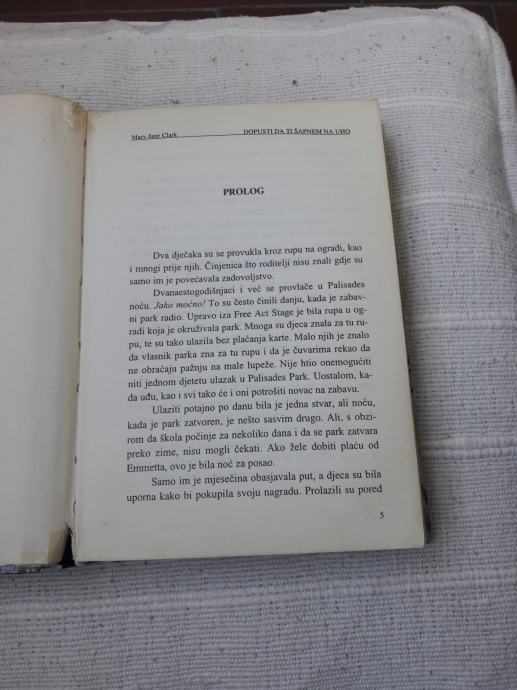 Mary Jane Clark DOPUSTI DA TI ŠAPNEM NA UHO
PROLOG
Dva dječaka su se provukla kroz rupu na ogradi, kao
i mnogi prije njih. Činjenica što roditelji nisu znali gdje su
samo im je povećavala zadovoljstvo.
Dvanaestogodišnjaci i već se provlače u Palisades
noću. Jako moćno! To su često činili danju, kada je zabav-
ni park radio. Upravo iza Free Act Stage je bila rupa u og-
radi koja je okruživala park. Mnoga su djeca znala za tu ru-
pu, te su tako ulazila bez plaćanja karte. Malo njih je znalo
da vlasnik parka zna za tu rupu i da je čuvarima rekao da
ne obraćaju pažnju na male lupeže. Nije htio onemogućiti
niti jednom djetetu ulazak u Palisades Park. Uostalom, ka-
da uđu, kao i svi tako će i oni potrošiti novac na zabavu.
Ulaziti potajno po danu bila je jedna stvar, ali noću,
kada je park zatvoren, je nešto sasvim drugo. Ali, s obzi-
rom da škola počinje za nekoliko dana i da se park zatvara
preko zime, nisu mogli čekati. Ako žele dobiti plaću od
Emmetta, ovo je bila noć za posao.
Samo im je mjesečina obasjavala put, a djeca su bila
uporna kako bi pokupila svoju nagradu. Prolazili su pored
5